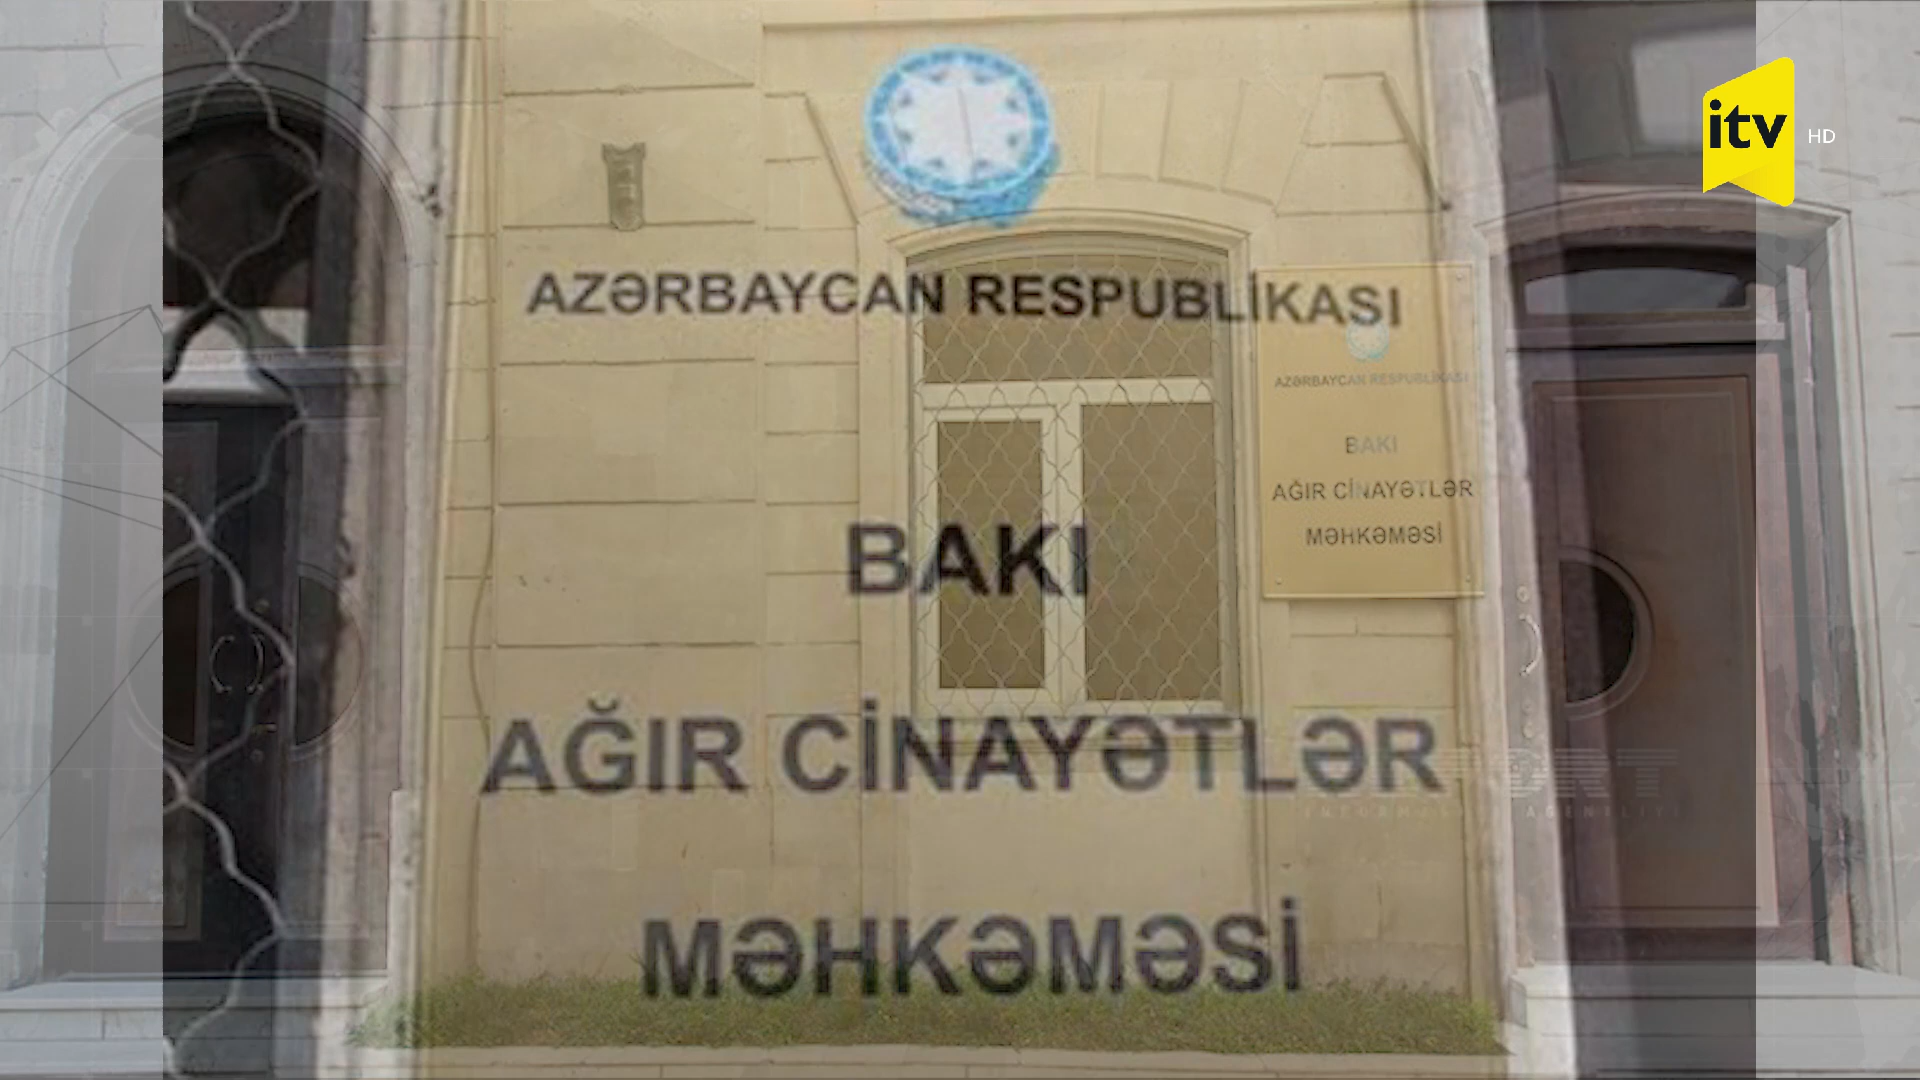 itv HD
AZƏRBAYCAN RESPUBLİKASI
BAKI
AĞIR CİNAYƏTLƏR
MƏHKƏMƏSİ
AZƏRBAYCAN RESPUBLİKASI
BAKI
AĞIR CİNAYƏTLƏR
MƏHKƏMƏSİ